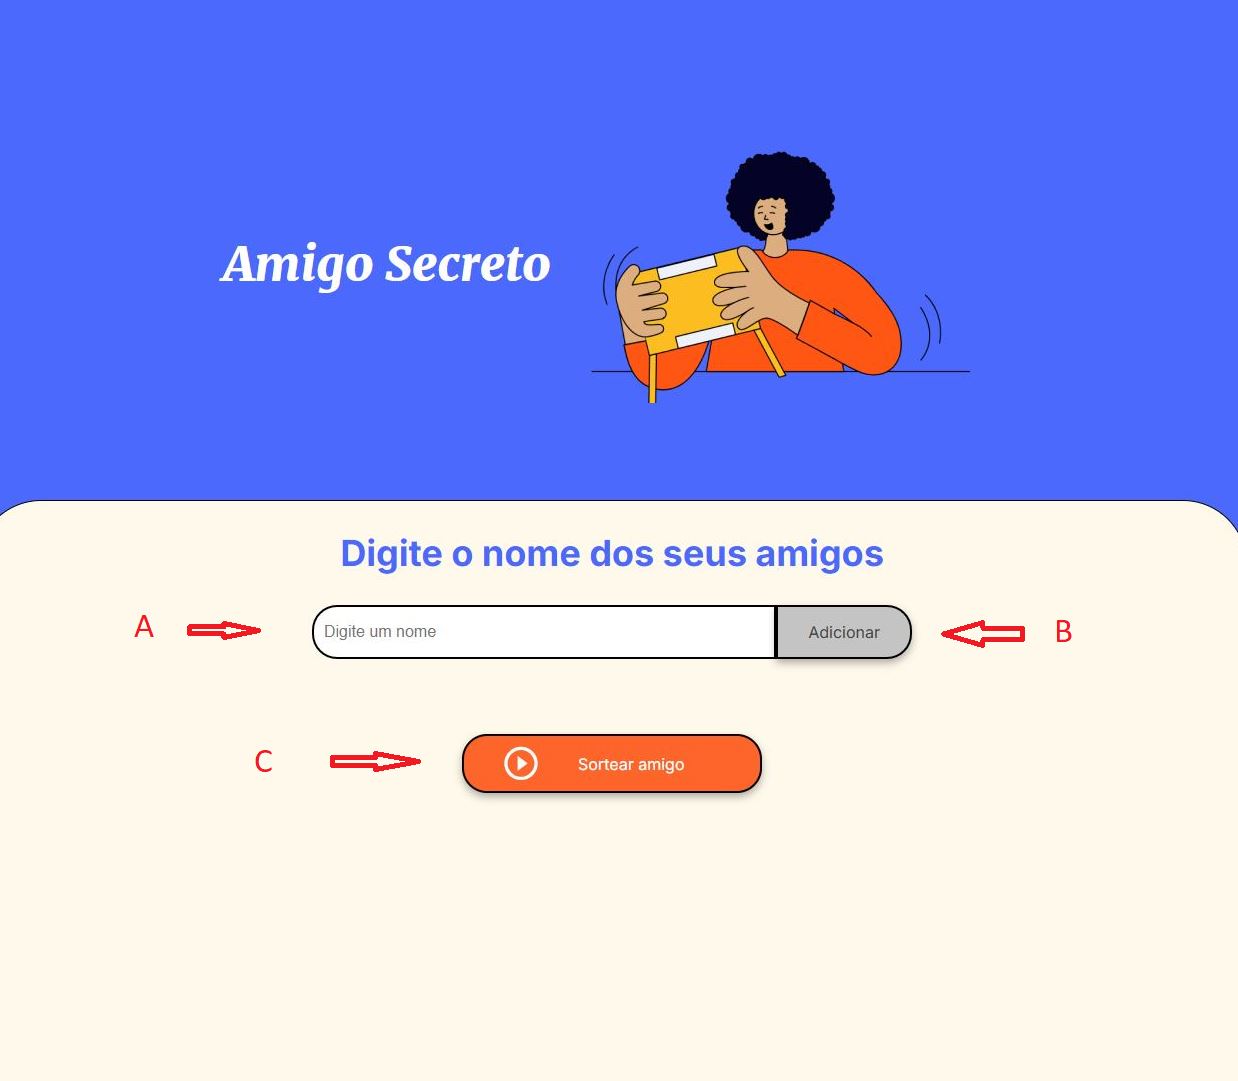 Amigo Secreto
Digite o nome dos seus amigos
A
Digite um nome
Adicionar
B
C
Sortear amigo